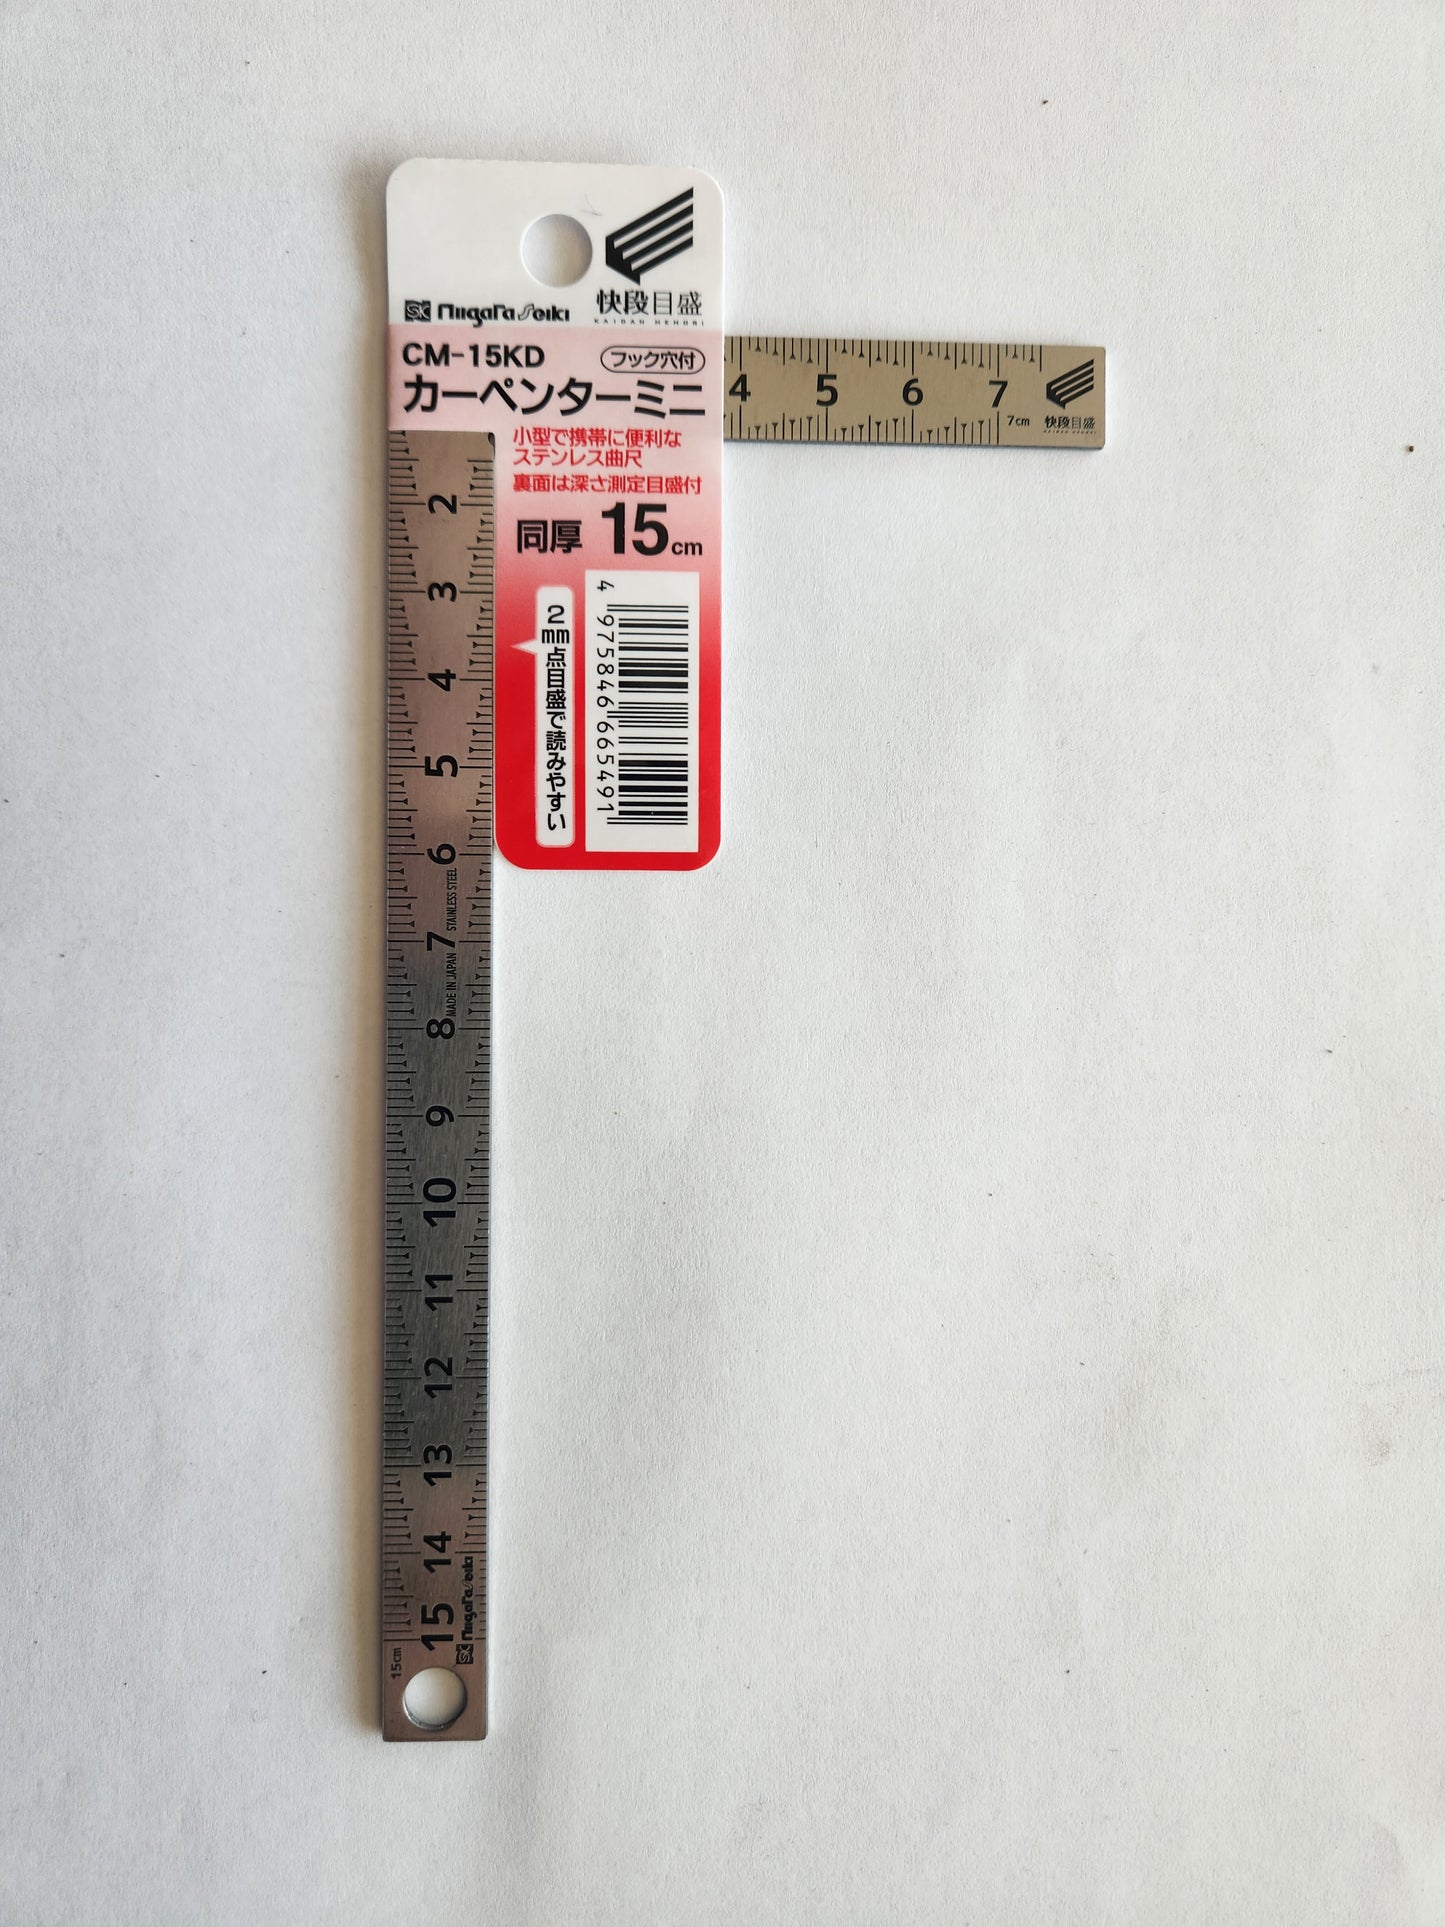 Niigata Seiki
快段目盛
KAIDAN MEMORI
CM-15KD
フック穴付
カーペンターミニ
小型で携帯に便利な
ステンレス曲尺
裏面は深さ測定目盛付
同厚 15cm
2mm点目盛で読みやすい
4 975846 665491
4 5 6 7
7cm
快段目盛
KAIDAN MEMORI
2 3 4 5 6 7 8 9 10 11 12 13 14 15
MADE IN JAPAN STAINLESS STEEL
Niigata Seiki
15cm